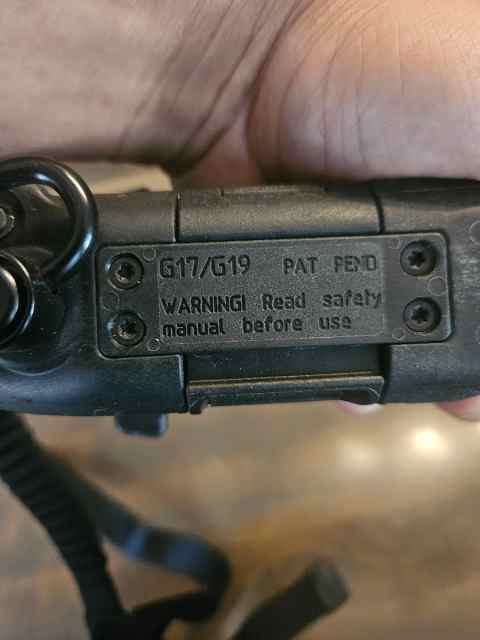 G17/G19 PAT PEND
WARNING! Read safety
manual before use